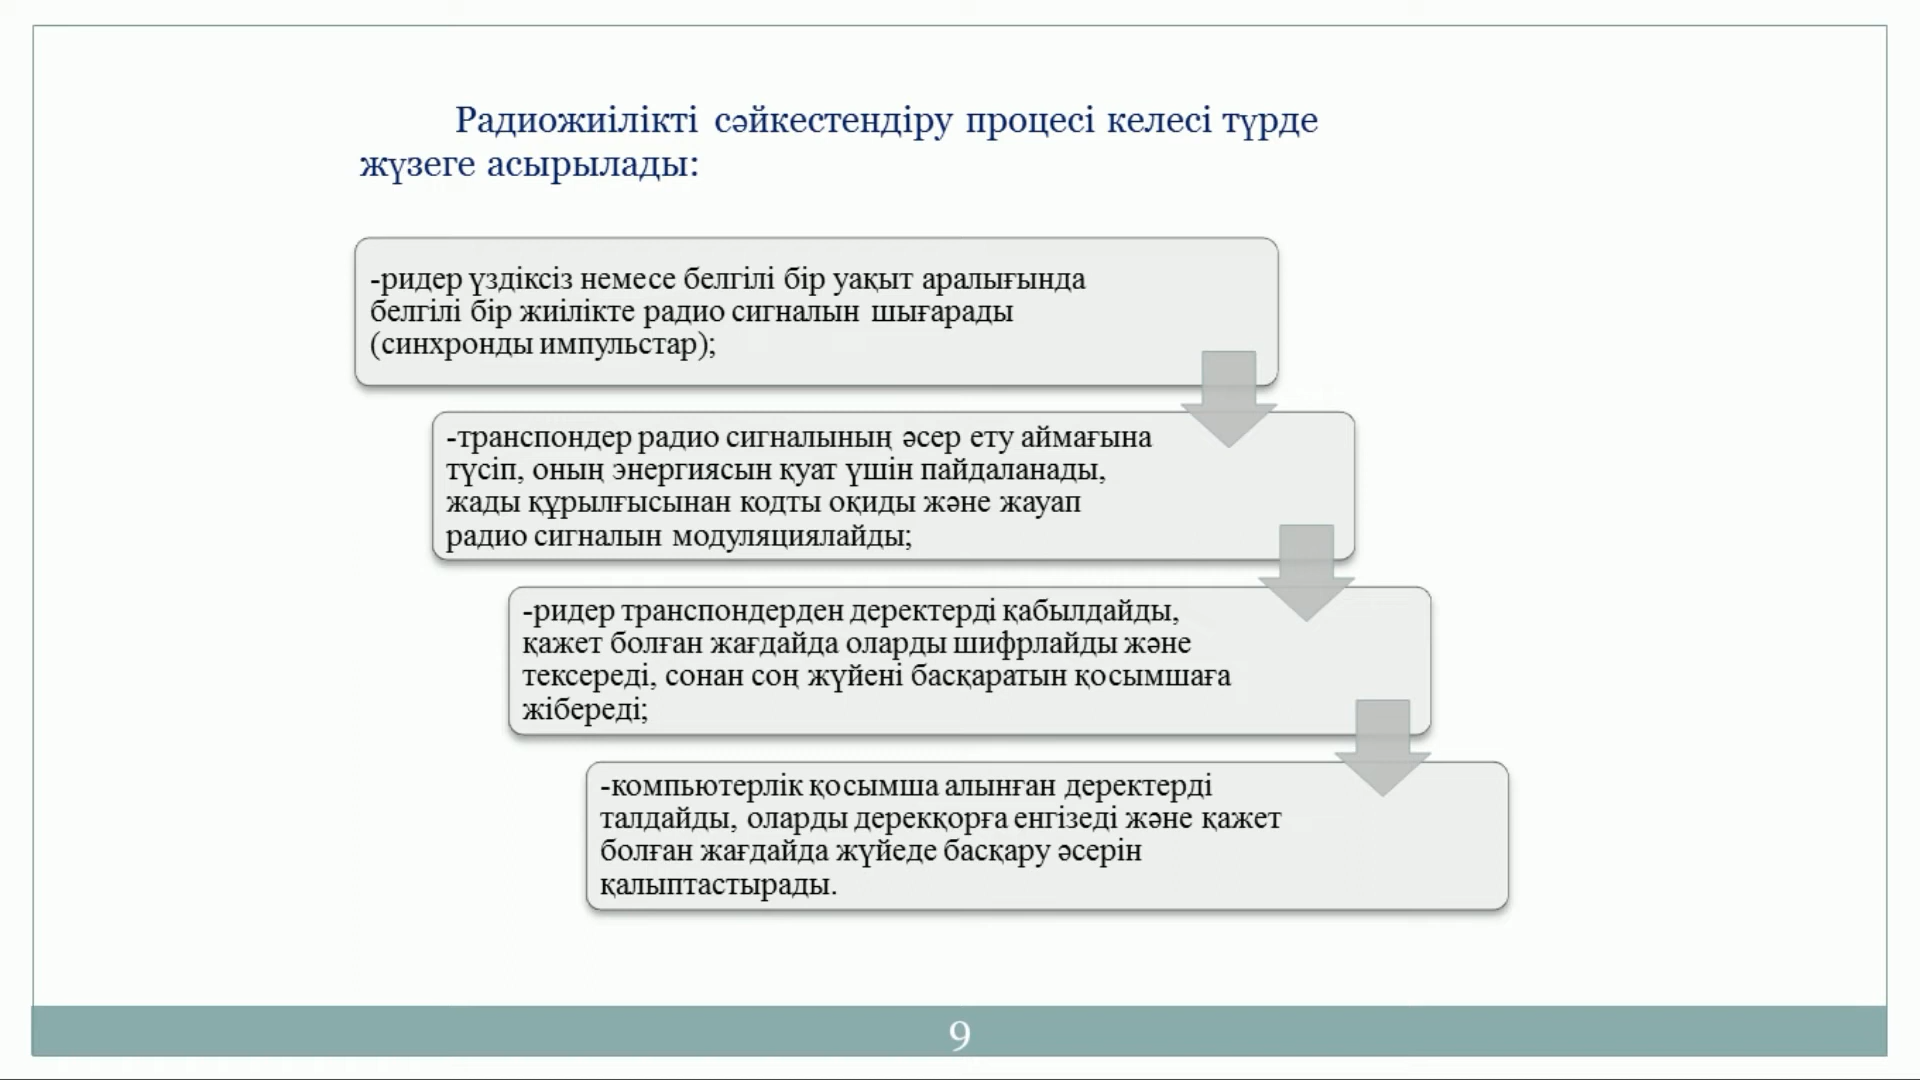 Радиожиілікті сәйкестендіру процесі келесі түрде
жүзеге асырылады:
-ридер үздіксіз немесе белгілі бір уақыт аралығында
белгілі бір жиілікте радио сигналын шығарады
(синхронды импульстар);
-транспондер радио сигналының әсер ету аймағына
түсіп, оның энергиясын қуат үшін пайдаланады,
жады құрылғысынан кодты оқиды және жауап
радио сигналын модуляциялайды;
-ридер транспондерден деректерді қабылдайды,
қажет болған жағдайда оларды шифрлайды және
тексереді, сонан соң жүйені басқаратын қосымшаға
жібереді;
-компьютерлік қосымша алынған деректерді
талдайды, оларды дерекқорға енгізеді және қажет
болған жағдайда жүйеде басқару әсерін
қалыптастырады.
9